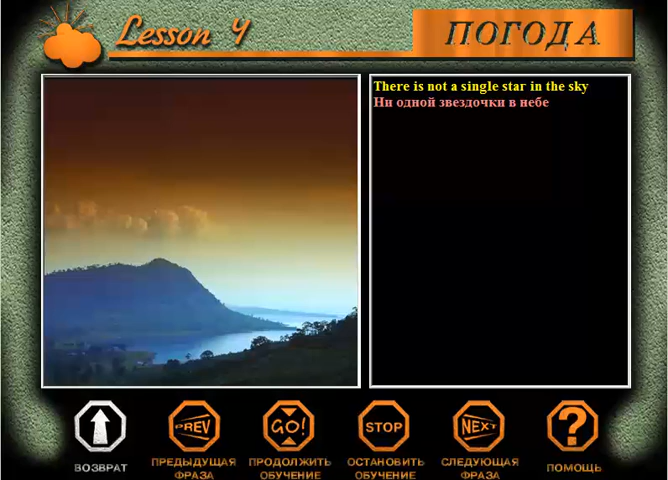 Lesson 4
ПОГОДА
There is not a single star in the sky
Ни одной звездочки в небе
PREV
GO!
STOP
NEXT
?
ВОЗВРАТ
ПРЕДЫДУЩАЯ
ФРАЗА
ПРОДОЛЖИТЬ
ОБУЧЕНИЕ
ОСТАНОВИТЬ
ОБУЧЕНИЕ
СЛЕДУЮЩАЯ
ФРАЗА
ПОМОЩЬ